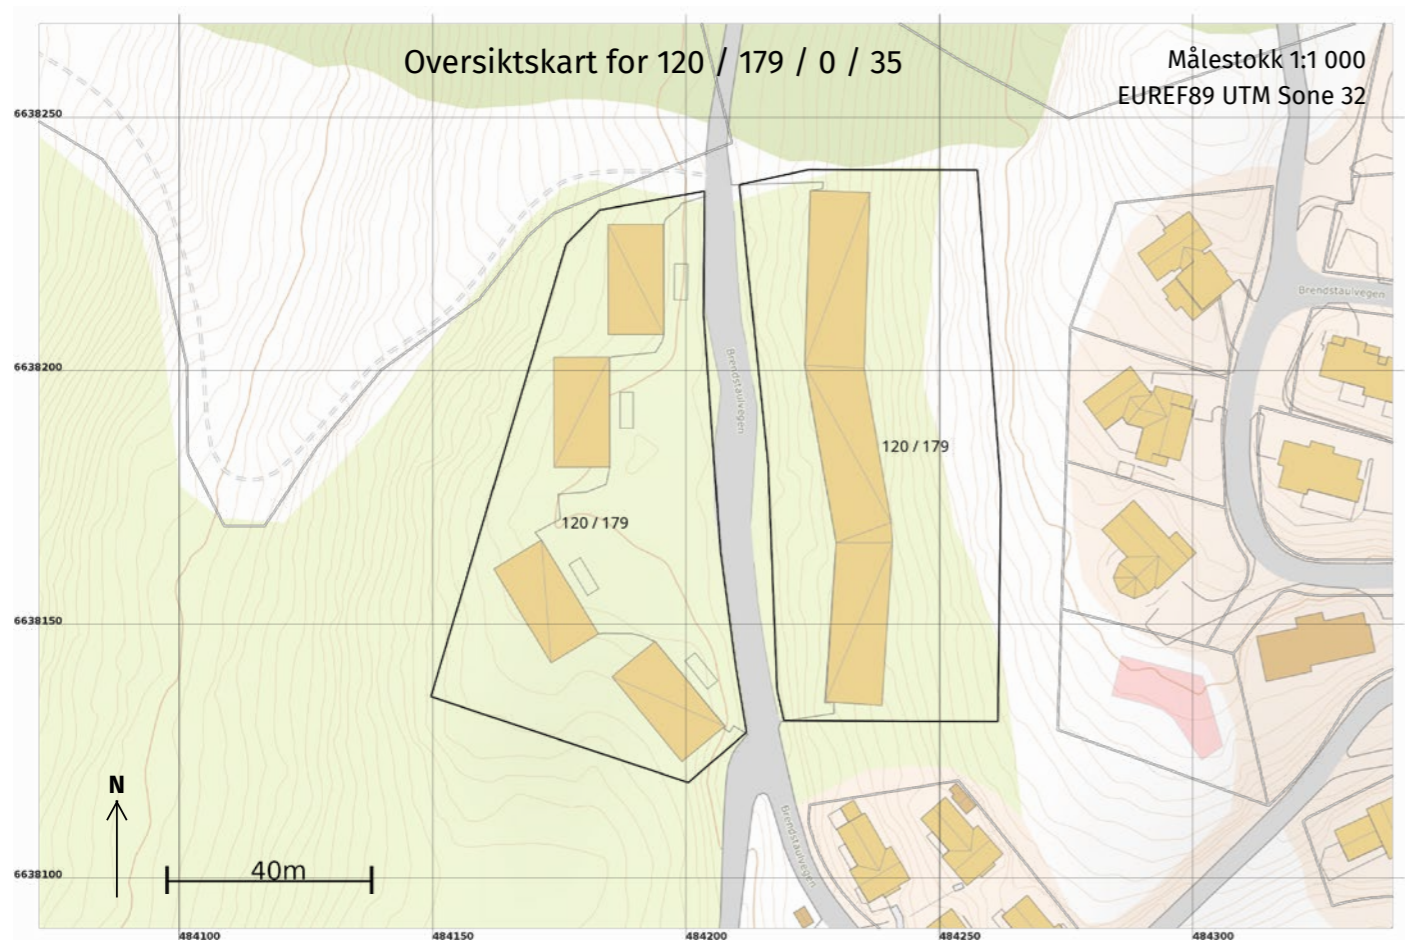 Oversiktskart for 120 / 179 / 0 / 35
Målestokk 1:1 000
EUREF89 UTM Sone 32
6638250
Brendstaulvegen
6638200
Brendstaulvegen
120 / 179
120 / 179
6638150
N
40m
Brendstaulvegen
6638100
484100
484150
484200
484250
484300